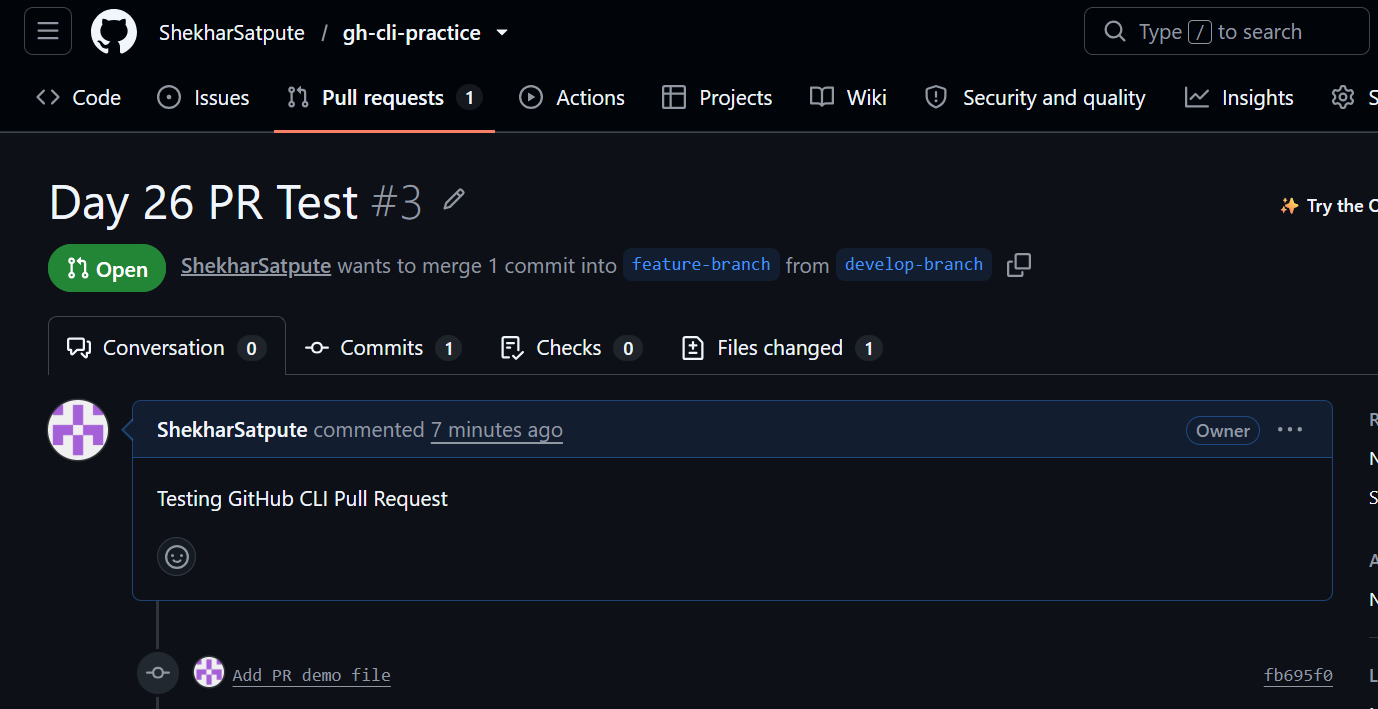 ShekharSatpute / gh-cli-practice
Type / to search
Code Issues Pull requests 1 Actions Projects Wiki Security and quality Insights
Day 26 PR Test #3
Try the
Open ShekharSatpute wants to merge 1 commit into feature-branch from develop-branch
Conversation 0 Commits 1 Checks 0 Files changed 1
ShekharSatpute commented 7 minutes ago Owner
Testing GitHub CLI Pull Request
Add PR demo file fb695f0